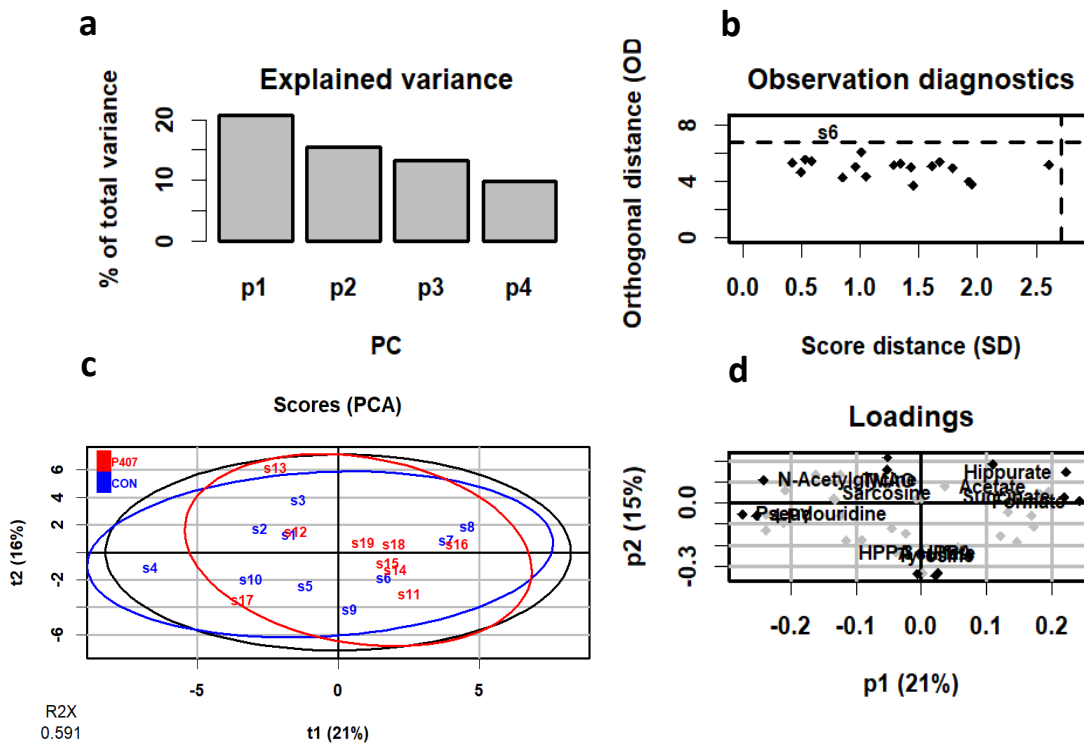 a
Explained variance
% of total variance
20
10
0
p1 p2 p3 p4
PC
b
Observation diagnostics
Orthogonal distance (OD
8
4
0
s6
0.0 0.5 1.0 1.5 2.0 2.5
Score distance (SD)
c
Scores (PCA)
P407
CON
t2 (16%)
6
4
2
-2
-6
s13
s3
s2
s12
s1
s8
s7
s16
s19
s18
s4
s15
s14
s10
s5
s6
s11
s17
s9
-5 0 5
R2X
0.591
t1 (21%)
d
Loadings
p2 (15%)
0.0
-0.3
TMAO
Hippurate
Sarcosine
Acetate
Succinate
Formate
Pseudouridine
Tyrosine
-0.2 -0.1 0.0 0.1 0.2
p1 (21%)